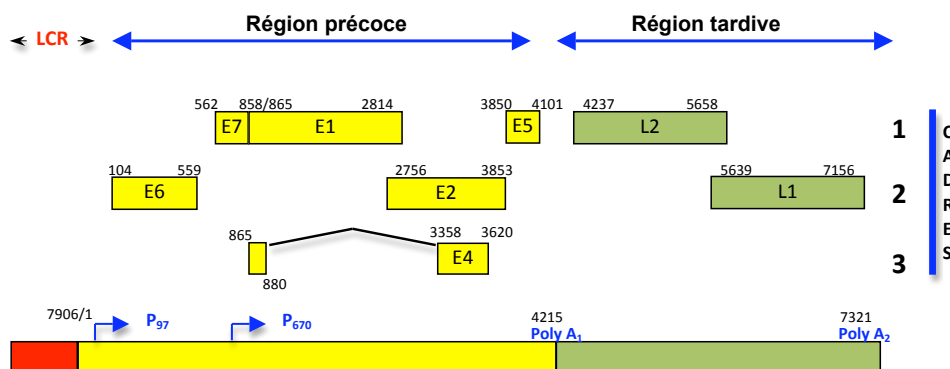 LCR Région précoce Région tardive
562 858/865 2814 3850 4101 4237 5658
E7 E1 E5 L2 1
104 559 2756 3853 5639 7156
E6 E2 L1 2
865 3358 3620
E4 3
880
C
A
D
R
E
S
7906/1 P97 P670 4215 7321
Poly A1 Poly A2